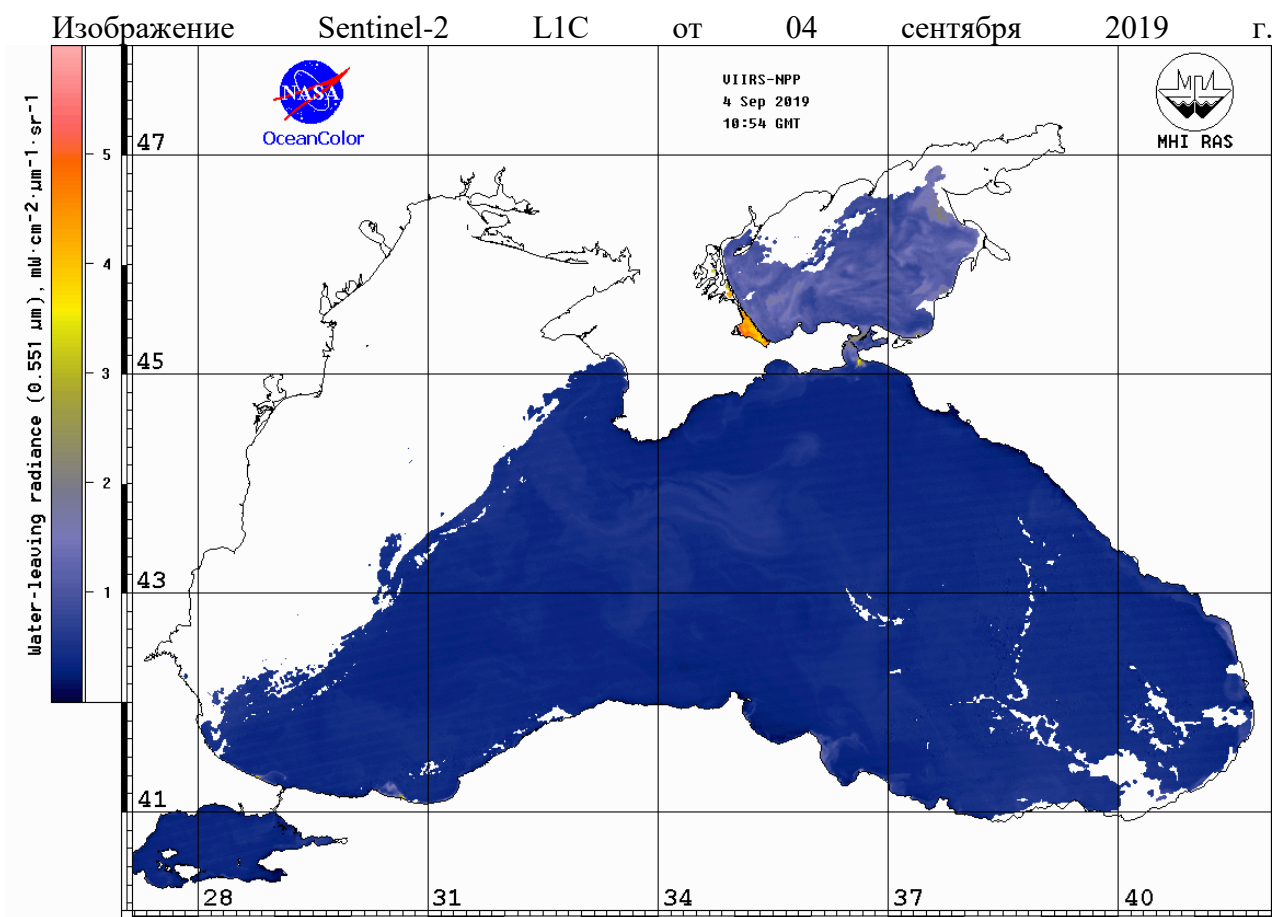 Изображение Sentinel-2 L1C от 04 сентября 2019 г.
NASA
OceanColor
VIIRS-NPP
4 Sep 2019
10:54 GMT
MHI RAS
Water-leaving radiance (0.551 µm), mW·cm-2·µm-1·sr-1
5
4
3
2
1
47
45
43
41
28
31
34
37
40